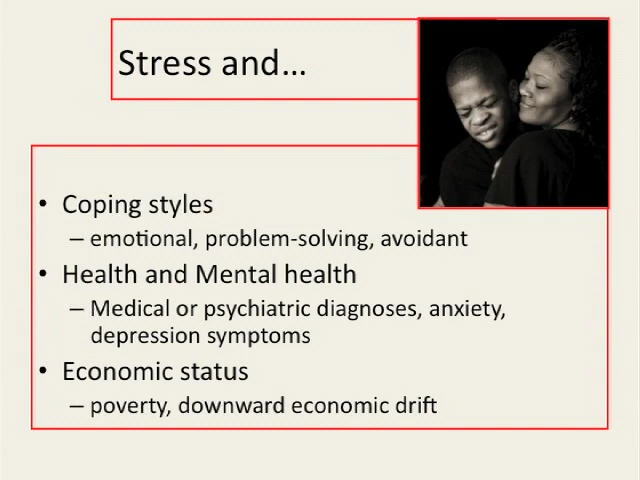 Stress and…
• Coping styles
– emotional, problem-solving, avoidant
• Health and Mental health
– Medical or psychiatric diagnoses, anxiety,
depression symptoms
• Economic status
– poverty, downward economic drift